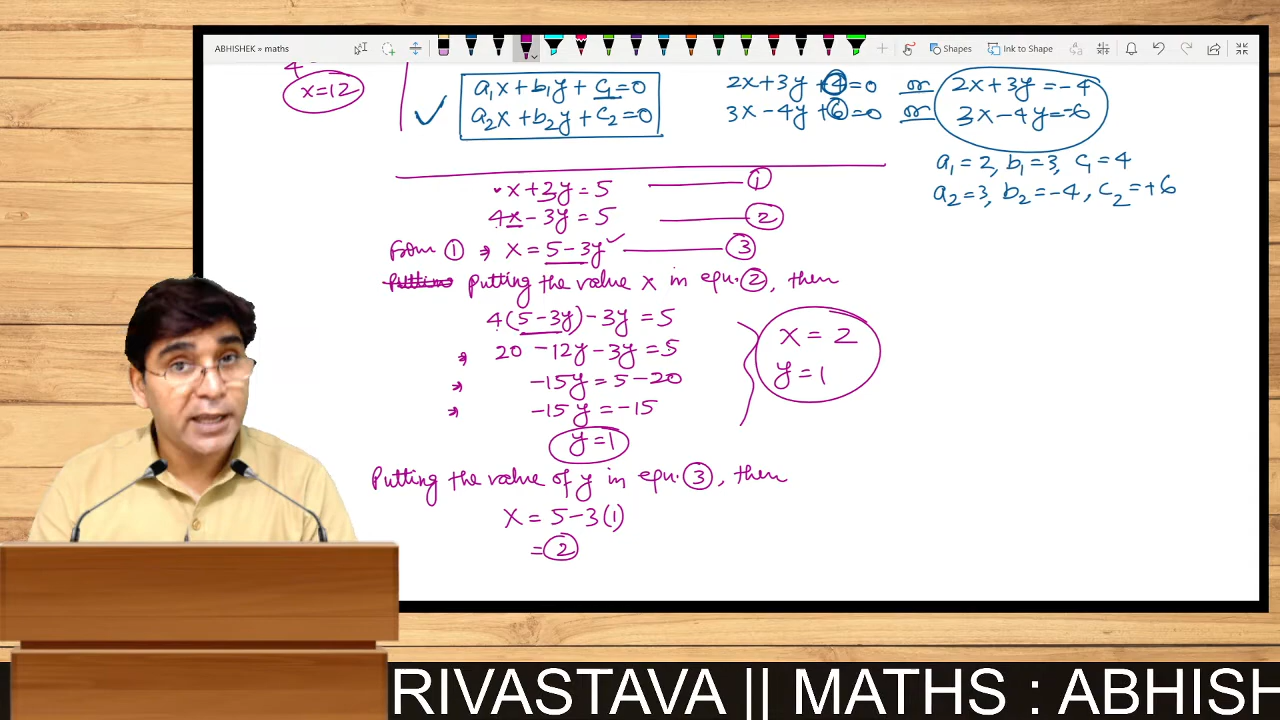 ABHISHEK » maths
Shapes
Ink to Shape
x=12
a₁x + b₁y + c₁=0
a₂x + b₂y + c₂=0
2x+3y+4=0 or 2x+3y=-4
3x-4y+6=0 or 3x-4y=-6
a₁=2, b₁=3, c₁=4
a₂=3, b₂=-4, c₂=+6
x+3y=5 ① 
4x-3y=5 ②
from ① ⇒ x = 5-3y ③
putting the value x in equ.②, then
4(5-3y)-3y=5
⇒ 20-12y-3y=5
⇒ -15y=5-20
⇒ -15y=-15
y=1
x=2
y=1
Putting the value of y in equ.③, then
x=5-3(1)
=2
RIVASTAVA || MATHS : ABHISH